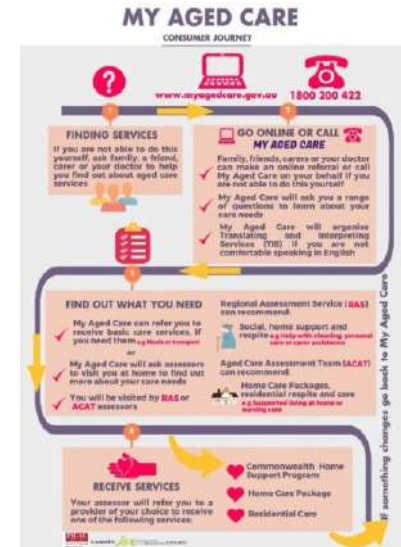 MY AGED CARE
CONSUMER JOURNEY
?
www.myagedcare.gov.au 1800 200 422
1
2
FINDING SERVICES
If you are not able to do this
yourself, ask family, a friend,
carer or your doctor to help
you find out about aged care
services
GO ONLINE OR CALL
MY AGED CARE
Family, friends, carers or your doctor
can make an online referral or call
My Aged Care on your behalf if you
are not able to do this yourself
My Aged Care will ask you a range
of questions to learn about your
care needs
My Aged Care will organise
Translating and Interpreting
Services (TIS) if you are not
comfortable speaking in English
3
FIND OUT WHAT YOU NEED
My Aged Care can refer you to
receive basic care services, if
you need them e.g Meals or transport
or
My Aged Care will ask assessors
to visit you at home to find out
more about your care needs
You will be visited by RAS or
ACAT assessors
Regional Assessment Service (RAS)
can recommend:
Social, home support and
respite e.g Help with cleaning, personal
care or carer assistance
Aged Care Assessment Team (ACAT)
can recommend:
Home Care Packages,
residential respite and care
e.g Supported living at home or
nursing care
If something changes go back to My Aged Care
4
RECEIVE SERVICES
Your assessor will refer you to a
provider of your choice to receive
one of the following services:
Commonwealth Home
Support Program
Home Care Package
Residential Care